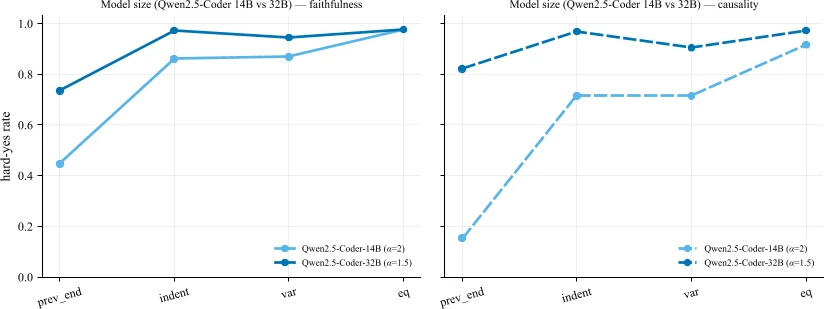 Model size (Qwen2.5-Coder 14B vs 32B) — faithfulness
Model size (Qwen2.5-Coder 14B vs 32B) — causality
hard-yes rate
1.0
0.8
0.6
0.4
0.2
0.0
Qwen2.5-Coder-14B (α=2)
Qwen2.5-Coder-32B (α=1.5)
prev_end
indent
var
eq
Qwen2.5-Coder-14B (α=2)
Qwen2.5-Coder-32B (α=1.5)
prev_end
indent
var
eq